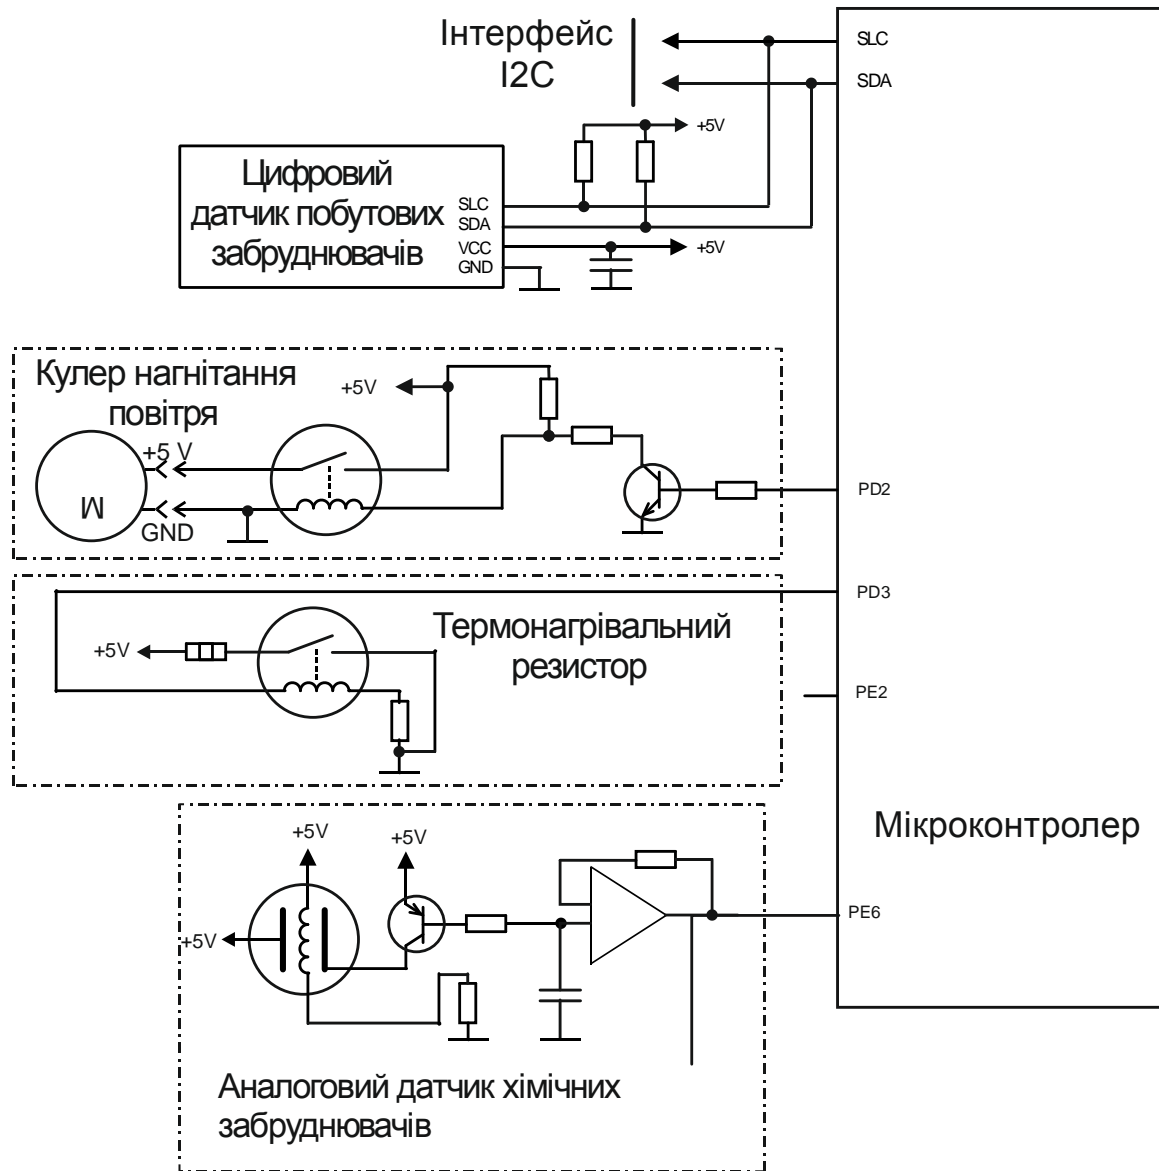 Інтерфейс
I2C
SLC
SDA
+5V
Цифровий
датчик побутових
забруднювачів
SLC
SDA
VCC
GND
+5V
Кулер нагнітання
повітря
+5V
+5 V
M
GND
PD2
PD3
Термонагрівальний
резистор
+5V
PE2
Мікроконтролер
+5V
+5V
+5V
PE6
Аналоговий датчик хімічних
забруднювачів